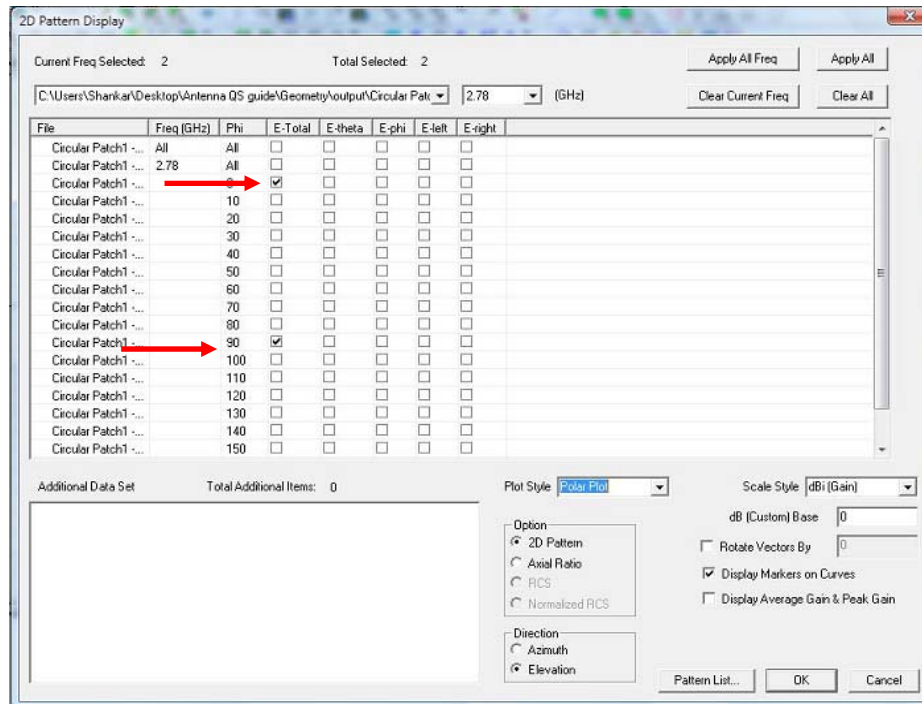 2D Pattern Display
Current Freq Selected: 2 Total Selected: 2 Apply All Freq Apply All
C:\Users\Shankar\Desktop\Antenna QS guide\Geometry\output\Circular Patc 2.78 (GHz) Clear Current Freq Clear All
File Freq (GHz) Phi E-Total E-theta E-phi E-left E-right
Circular Patch1 -... All All
Circular Patch1 -... 2.78 All
Circular Patch1 -...
Circular Patch1 -... 10
Circular Patch1 -... 20
Circular Patch1 -... 30
Circular Patch1 -... 40
Circular Patch1 -... 50
Circular Patch1 -... 60
Circular Patch1 -... 70
Circular Patch1 -... 80
Circular Patch1 -... 90
Circular Patch1 -... 100
Circular Patch1 -... 110
Circular Patch1 -... 120
Circular Patch1 -... 130
Circular Patch1 -... 140
Circular Patch1 -... 150
Additional Data Set Total Additional Items: 0 Plot Style Polar Plot Scale Style dBi (Gain)
dB (Custom) Base 0
Option
2D Pattern Rotate Vectors By 0
Axial Ratio Display Markers on Curves
RCS
Normalized RCS Display Average Gain & Peak Gain
Direction
Azimuth
Elevation
Pattern List... OK Cancel